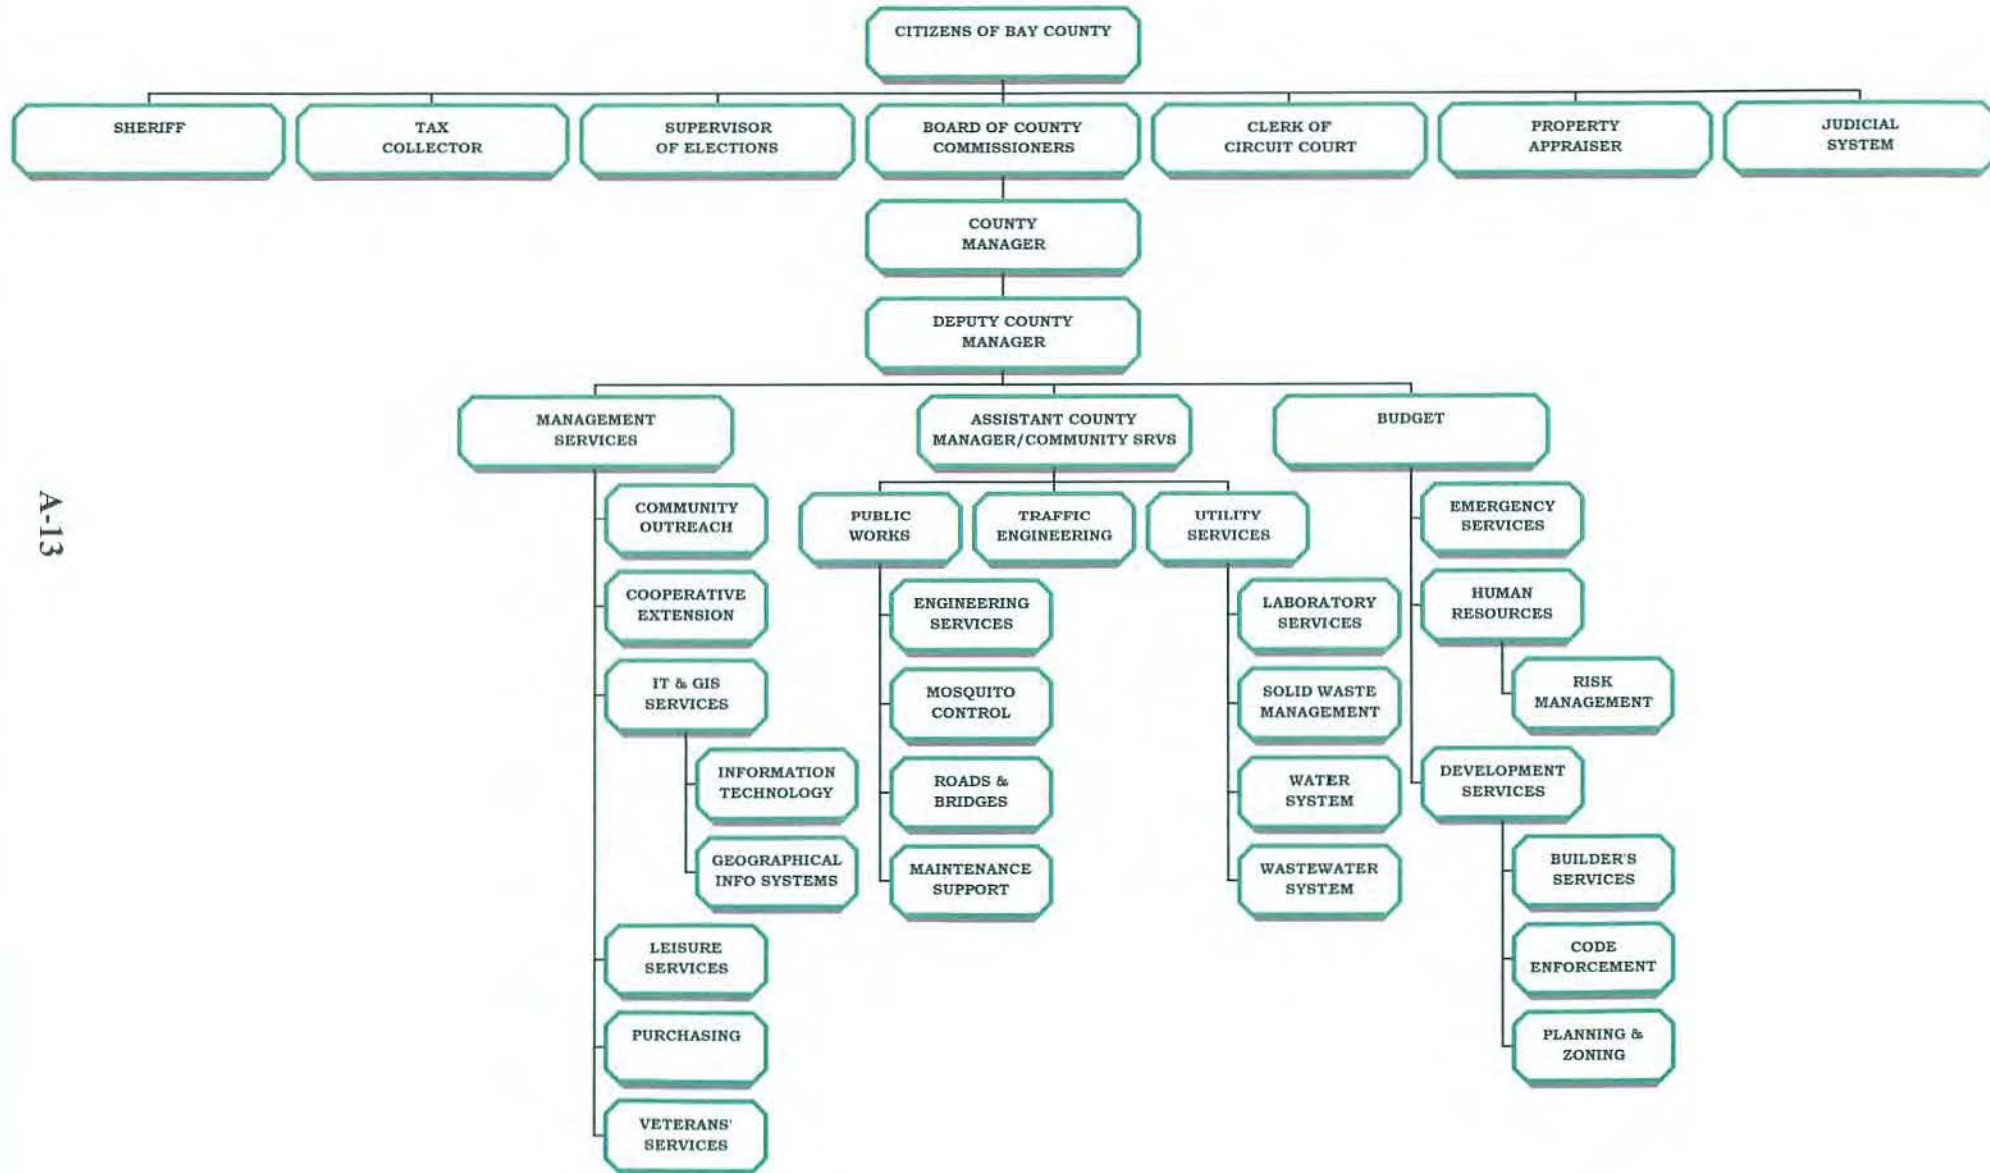 CITIZENS OF BAY COUNTY
SHERIFF
TAX
COLLECTOR
SUPERVISOR
OF ELECTIONS
BOARD OF COUNTY
COMMISSIONERS
CLERK OF
CIRCUIT COURT
PROPERTY
APPRAISER
JUDICIAL
SYSTEM
COUNTY
MANAGER
DEPUTY COUNTY
MANAGER
MANAGEMENT
SERVICES
ASSISTANT COUNTY
MANAGER/COMMUNITY SRVS
BUDGET
COMMUNITY
OUTREACH
COOPERATIVE
EXTENSION
IT & GIS
SERVICES
INFORMATION
TECHNOLOGY
GEOGRAPHICAL
INFO SYSTEMS
LEISURE
SERVICES
PURCHASING
VETERANS'
SERVICES
PUBLIC
WORKS
TRAFFIC
ENGINEERING
UTILITY
SERVICES
ENGINEERING
SERVICES
MOSQUITO
CONTROL
ROADS &
BRIDGES
MAINTENANCE
SUPPORT
LABORATORY
SERVICES
SOLID WASTE
MANAGEMENT
WATER
SYSTEM
WASTEWATER
SYSTEM
EMERGENCY
SERVICES
HUMAN
RESOURCES
RISK
MANAGEMENT
DEVELOPMENT
SERVICES
BUILDER'S
SERVICES
CODE
ENFORCEMENT
PLANNING &
ZONING
A-13